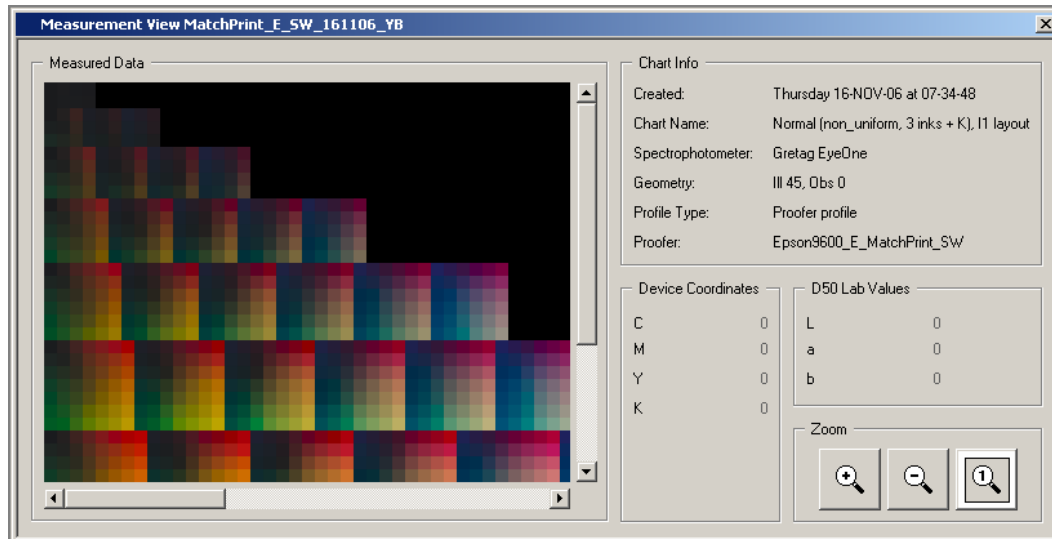 Measurement View MatchPrint_E_SW_161106_YB
Measured Data
Chart Info
Created: Thursday 16-NOV-06 at 07-34-48
Chart Name: Normal (non_uniform, 3 inks + K), I1 layout
Spectrophotometer: Gretag EyeOne
Geometry: Ill 45, Obs 0
Profile Type: Proofer profile
Proofer: Epson9600_E_MatchPrint_SW
Device Coordinates
C 0
M 0
Y 0
K 0
D50 Lab Values
L 0
a 0
b 0
Zoom
1